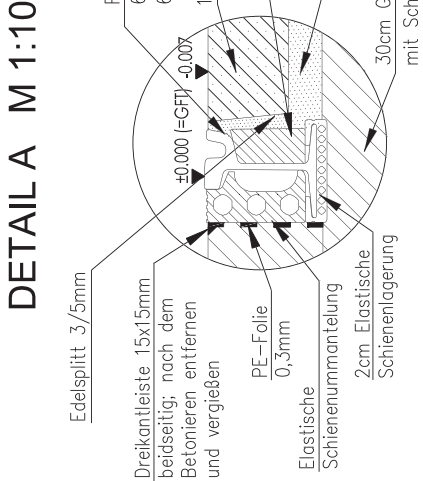 DETAIL A M 1:10
Edelsplitt 3/5mm
Dreikantleiste 15x15mm
beidseitig; nach dem
Betonieren entfernen
und vergießen
PE-Folie
0,3mm
Elastische
Schienenummantelung
2cm Elastische
Schienenlagerung
±0.000 (=GFT)
-0.007
30cm G
mit Sch